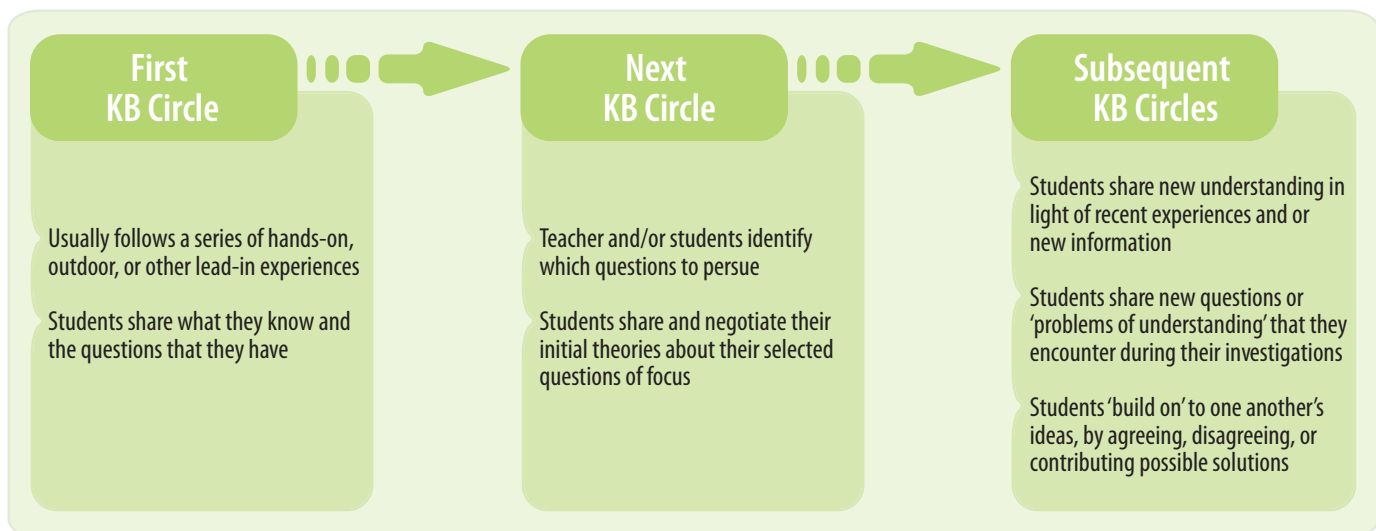 First
KB Circle
Usually follows a series of hands-on,
outdoor, or other lead-in experiences
Students share what they know and
the questions that they have
Next
KB Circle
Teacher and/or students identify
which questions to persue
Students share and negotiate their
initial theories about their selected
questions of focus
Subsequent
KB Circles
Students share new understanding in
light of recent experiences and or
new information
Students share new questions or
‘problems of understanding’ that they
encounter during their investigations
Students ‘build on’ to one another’s
ideas, by agreeing, disagreeing, or
contributing possible solutions